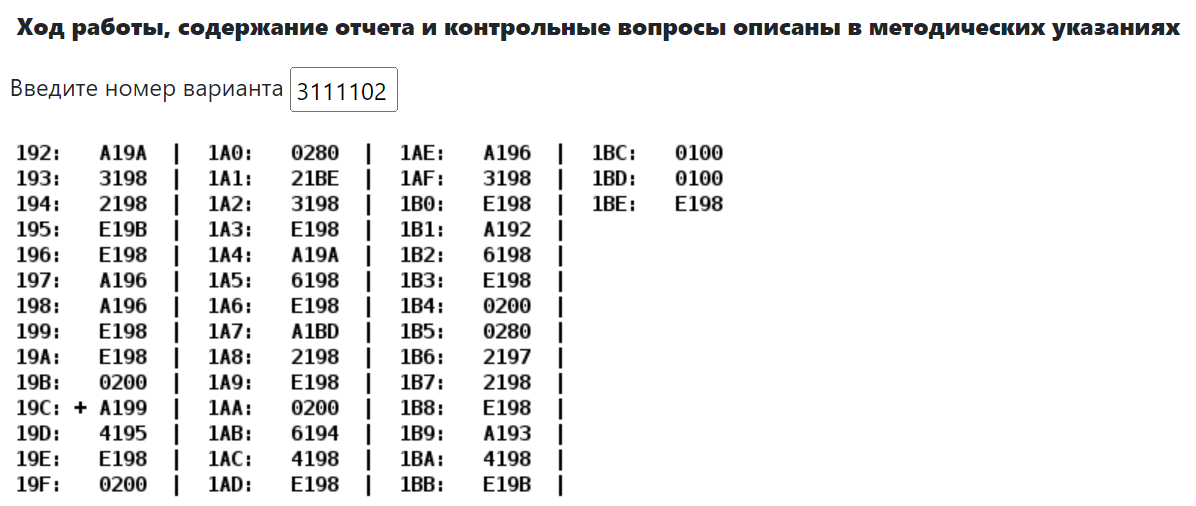 Ход работы, содержание отчета и контрольные вопросы описаны в методических указаниях
Введите номер варианта 3111102
192: A19A | 1A0: 0280 | 1AE: A196 | 1BC: 0100
193: 3198 | 1A1: 21BE | 1AF: 3198 | 1BD: 0100
194: 2198 | 1A2: 3198 | 1B0: E198 | 1BE: E198
195: E19B | 1A3: E198 | 1B1: A192 |
196: E198 | 1A4: A19A | 1B2: 6198 |
197: A196 | 1A5: 6198 | 1B3: E198 |
198: A196 | 1A6: E198 | 1B4: 0200 |
199: E198 | 1A7: A1BD | 1B5: 0280 |
19A: E198 | 1A8: 2198 | 1B6: 2197 |
19B: 0200 | 1A9: E198 | 1B7: 2198 |
19C: + A199 | 1AA: 0200 | 1B8: E198 |
19D: 4195 | 1AB: 6194 | 1B9: A193 |
19E: E198 | 1AC: 4198 | 1BA: 4198 |
19F: 0200 | 1AD: E198 | 1BB: E19B |